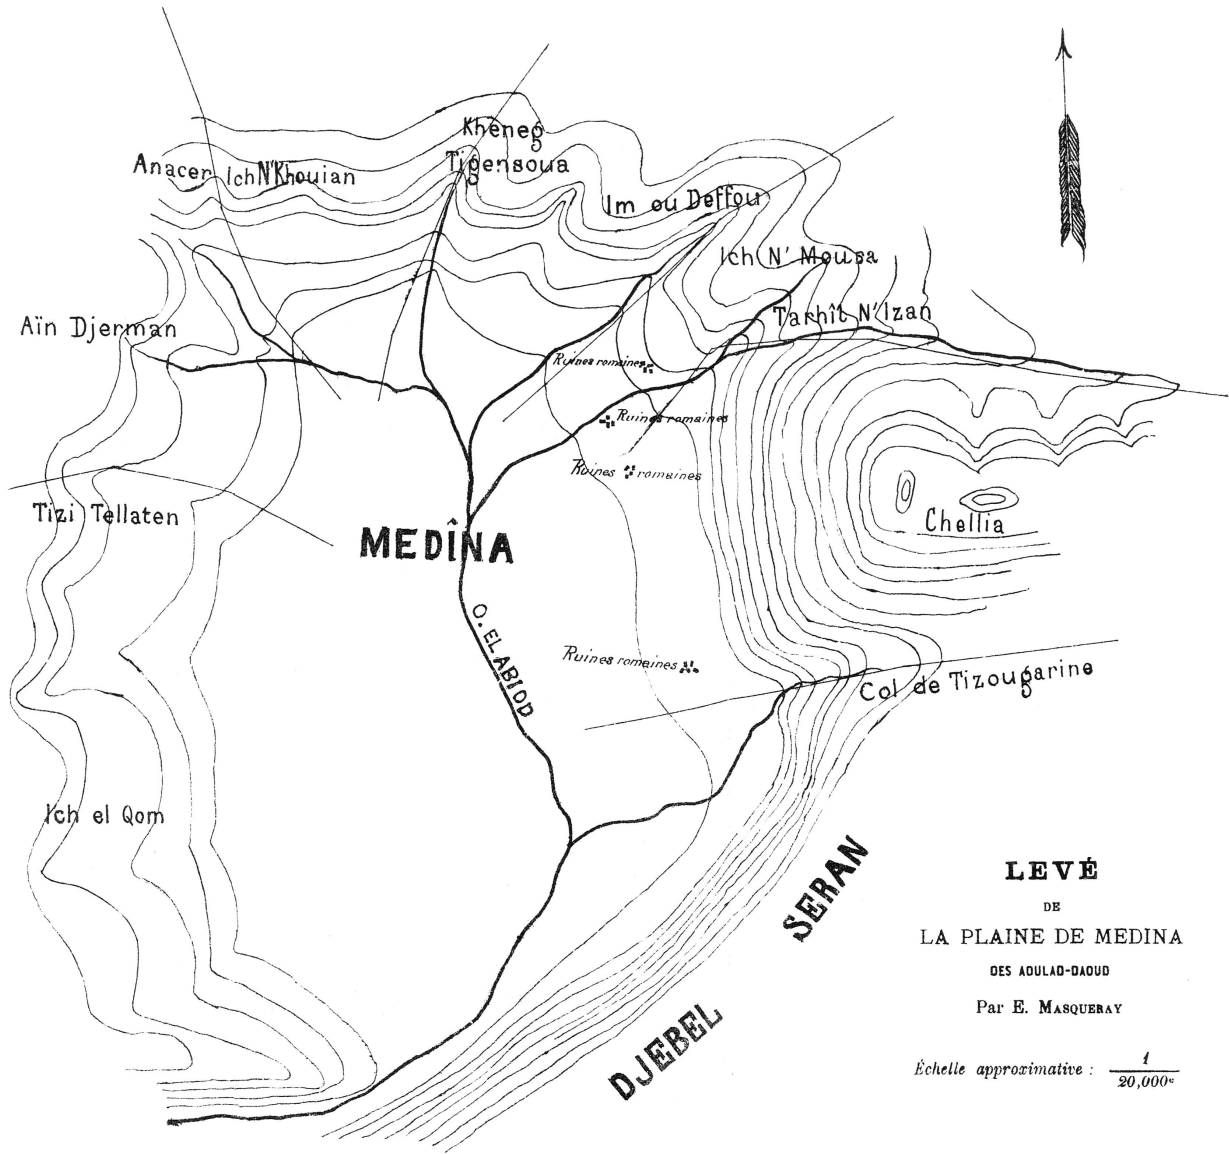 Kheneg
Tigensoua
Anacer Ich N'Khouian
Im ou Deffou
Ich N' Mousa
Tarhît N'Izan
Aïn Djerman
Ruines romaines
Ruines romaines
Ruines romaines
Tizi Tellaten
Chellia
MEDÎNA
O. EL ABIOD
Ruines romaines
Col de Tizougarine
Ich el Qom
DJEBEL SERAN
LEVÉ
DE
LA PLAINE DE MEDINA
DES AOULAD-DAOUD
Par E. MASQUERAY
Échelle approximative : 1/20,000e